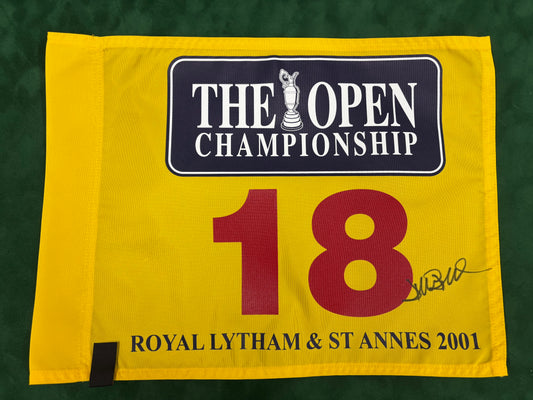 THE OPEN
CHAMPIONSHIP
18
ROYAL LYTHAM & ST ANNES 2001